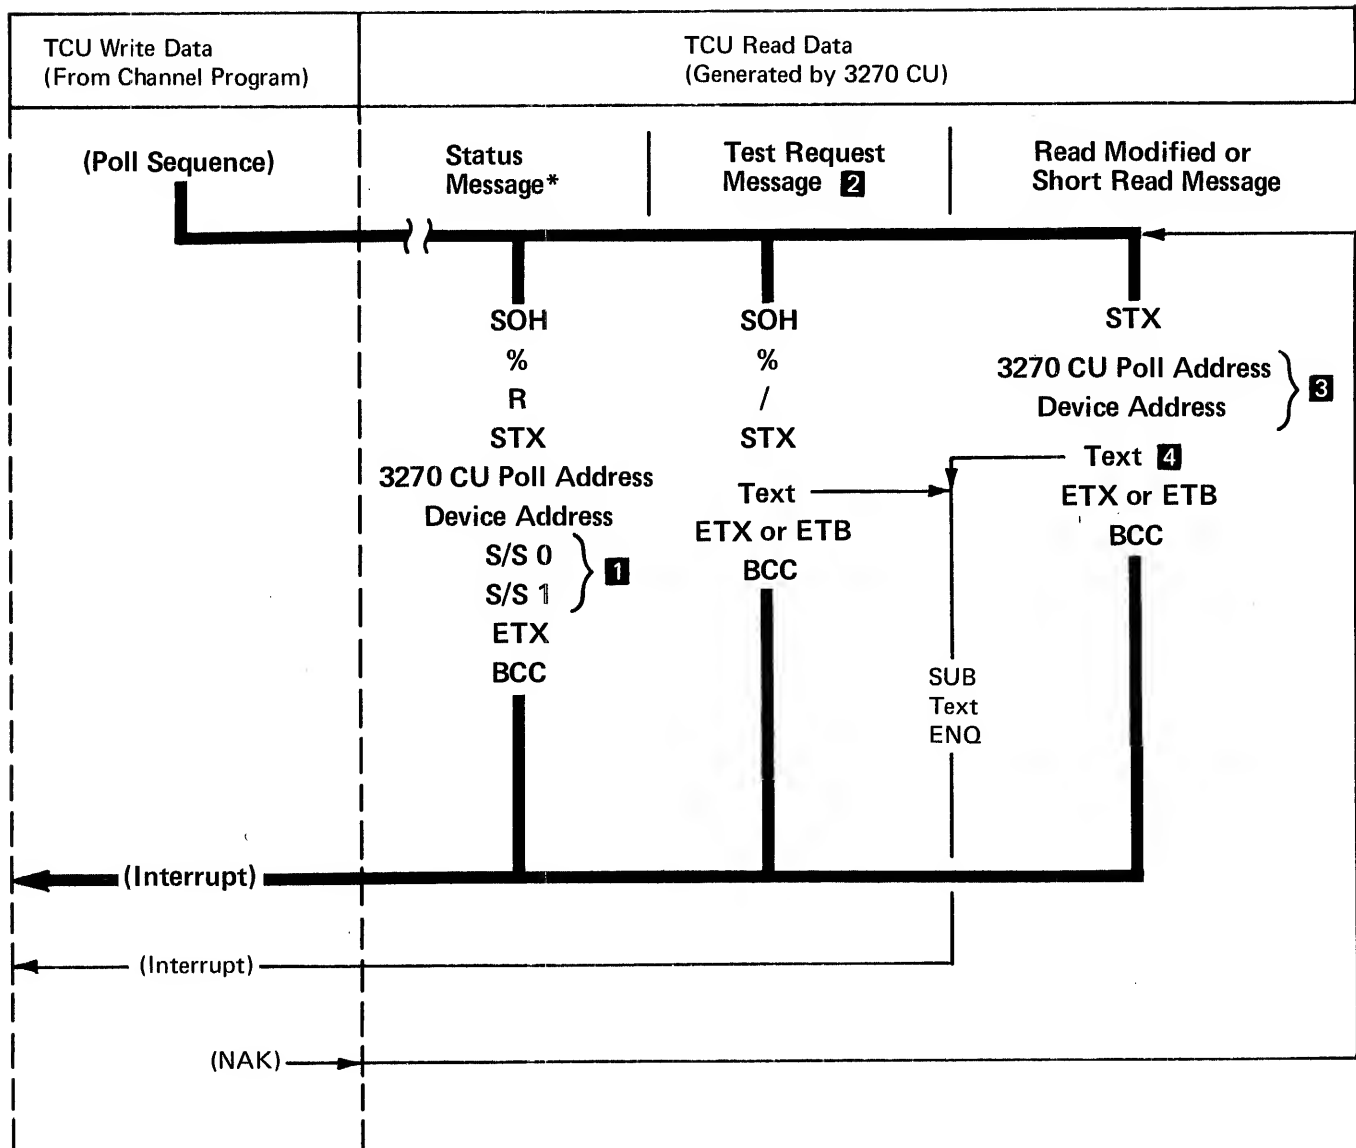 TCU Write Data
(From Channel Program)
TCU Read Data
(Generated by 3270 CU)
(Poll Sequence)
Status
Message*
Test Request
Message 2
Read Modified or
Short Read Message
SOH
%
R
STX
3270 CU Poll Address
Device Address
S/S 0
S/S 1
1
ETX
BCC
SOH
%
/
STX
Text
ETX or ETB
BCC
SUB
Text
ENQ
STX
3270 CU Poll Address
Device Address
3
Text 4
ETX or ETB
BCC
(Interrupt)
(Interrupt)
(NAK)